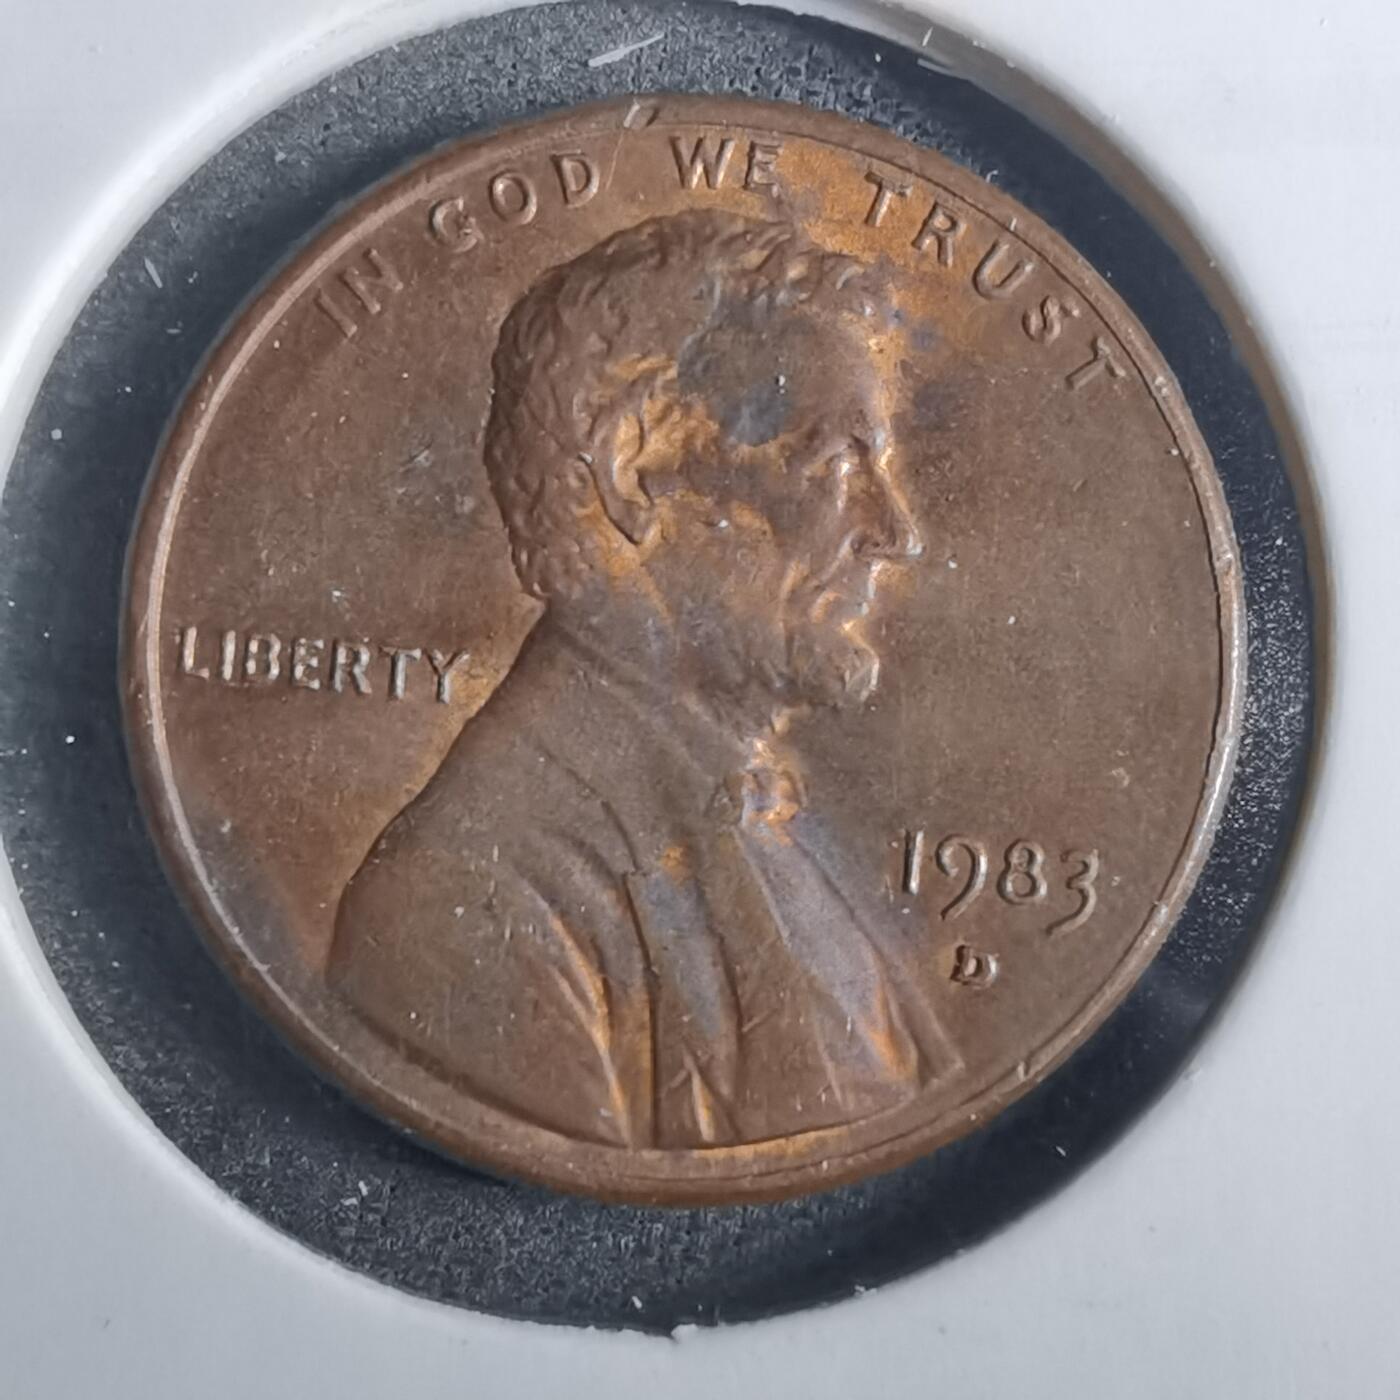 IN GOD WE TRUST
LIBERTY
1983
D